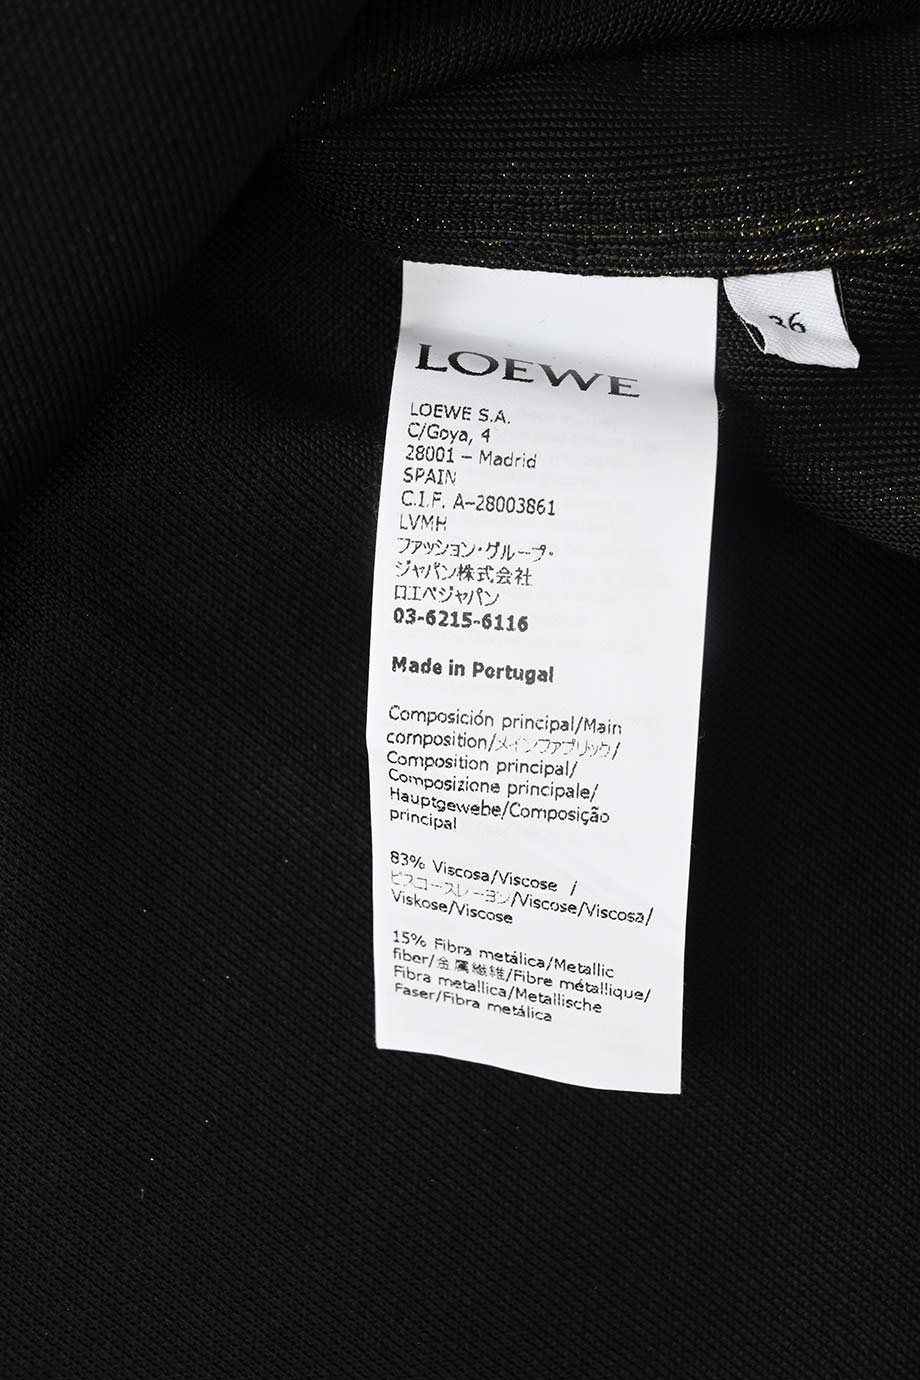 LOEWE
36
LOEWE S.A.
C/Goya, 4
28001 – Madrid
SPAIN
C.I.F. A-28003861
LVMH
ファッション・グループ・
ジャパン株式会社
ロエベジャパン
03-6215-6116
Made in Portugal
Composición principal/Main
composition/メインファブリック/
Composition principal/
Composizione principale/
Hauptgewebe/Composição
principal
83% Viscosa/Viscose /
ビスコースレーヨン/Viscose/Viscosa/
Viskose/Viscose
15% Fibra metálica/Metallic
fiber/金属繊維/Fibre métallique/
Fibra metallica/Metallische
Faser/Fibra metálica